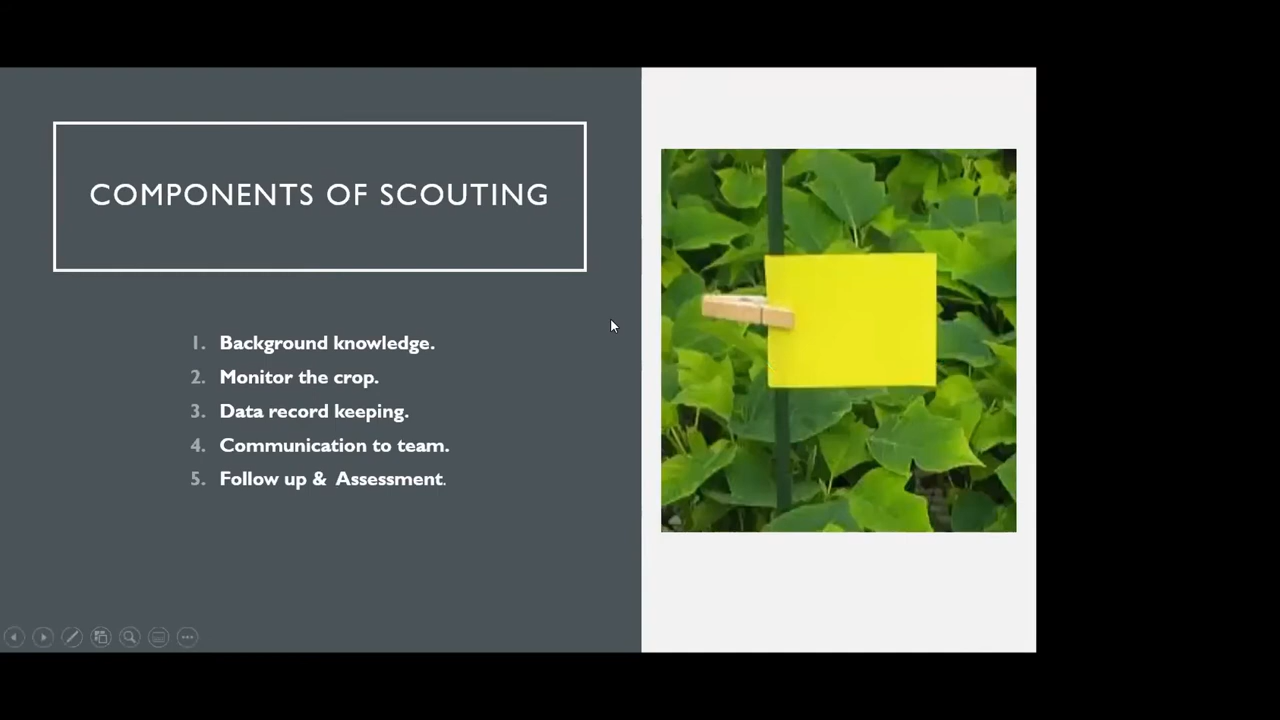 COMPONENTS OF SCOUTING
1. Background knowledge.
2. Monitor the crop.
3. Data record keeping.
4. Communication to team.
5. Follow up & Assessment.